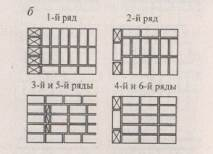 б
1-й ряд
2-й ряд
3-й и 5-й ряды
4-й и 6-й ряды